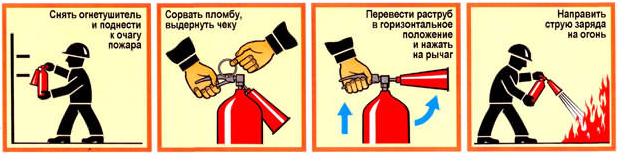 Снять огнетушитель
и поднести
к очагу
пожара
Сорвать пломбу,
выдернуть чеку
Перевести раструб
в горизонтальное
положение
и нажать
на рычаг
Направить
струю заряда
на огонь